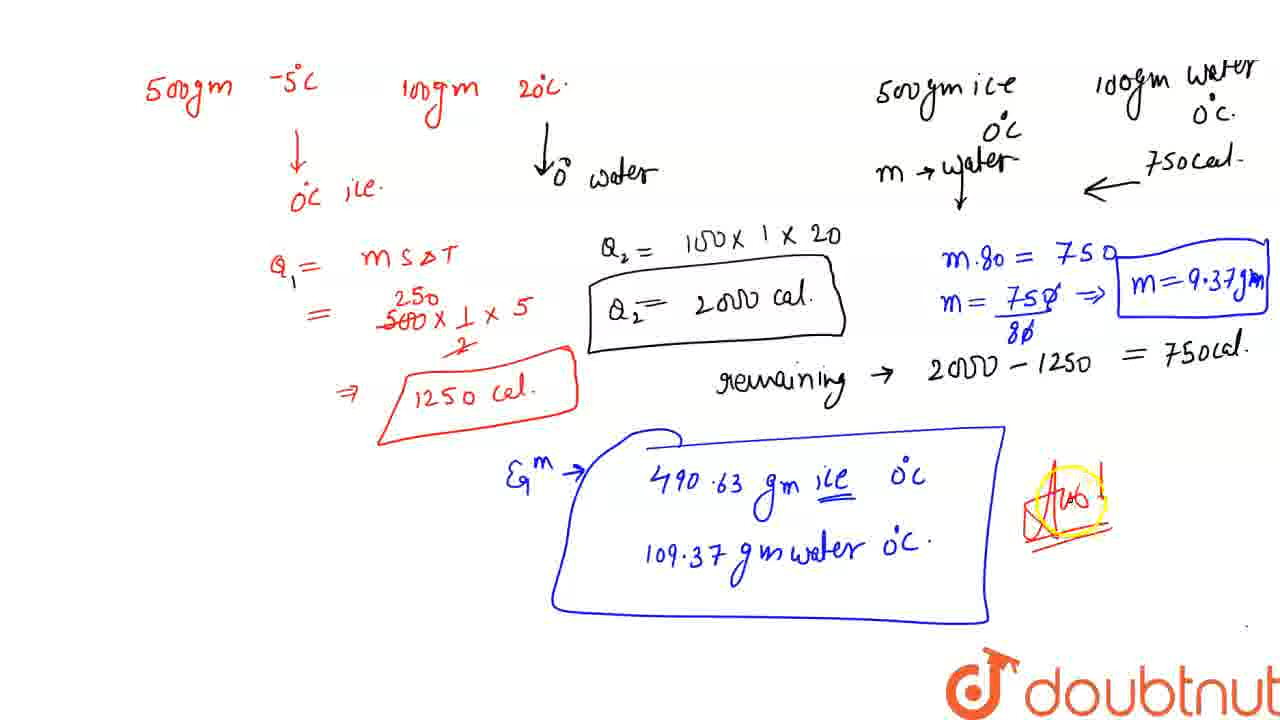 500gm -5°C 100gm 20°C.
0°C ice.
0° water
Q₁ = msΔT
= 250
500 × 1/2 × 5
⇒ 1250 cal.
Q₂ = 100 × 1 × 20
Q₂ = 2000 cal.
500gm ice 100gm water
0°C 0°C.
m → water 750cal.
m.80 = 750
m = 750/80 ⇒ m = 9.37gm
remaining → 2000 - 1250 = 750cal.
Eqᵐ → 490.63 gm ice 0°C
109.37 gm water 0°C.
Ans
doubtnut